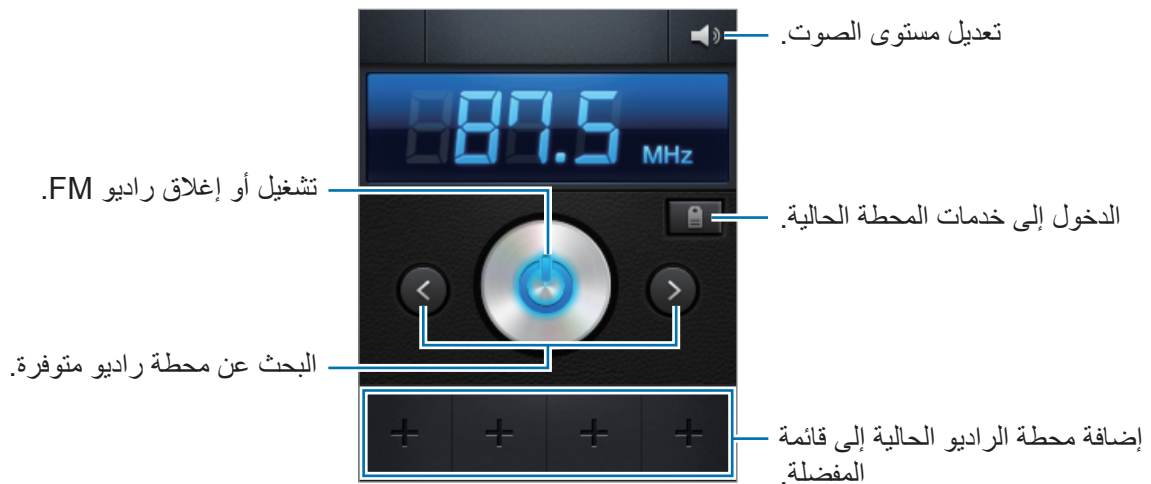 تعديل مستوى الصوت.
87.5 MHz
تشغيل أو إغلاق راديو FM.
الدخول إلى خدمات المحطة الحالية.
البحث عن محطة راديو متوفرة.
إضافة محطة الراديو الحالية إلى قائمة
المفضلة.